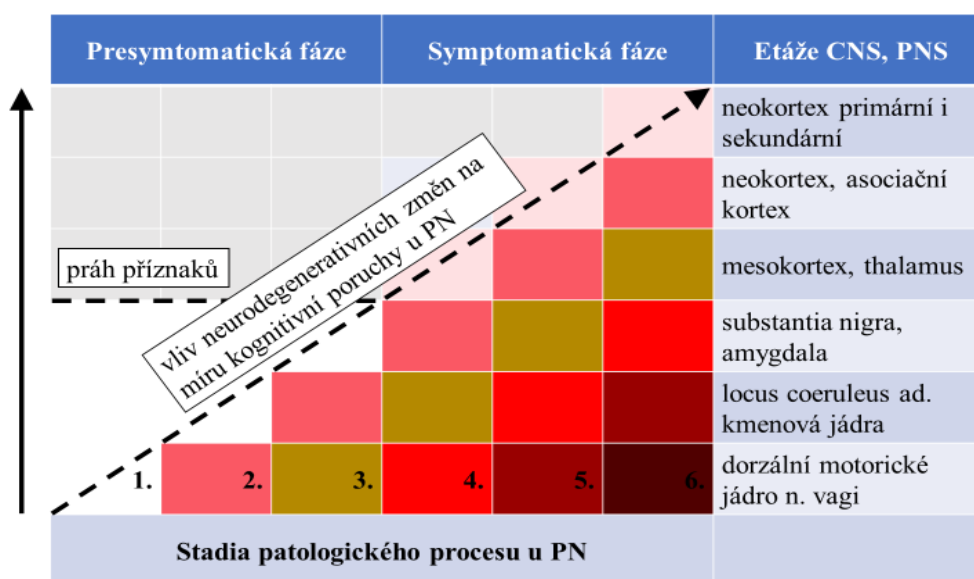 Presymtomatická fáze
Symptomatická fáze
Etáže CNS, PNS
neokortex primární i
sekundární
neokortex, asociační
kortex
práh příznaků
mesokortex, thalamus
vliv neurodegenerativních změn na
míru kognitivní poruchy u PN
substantia nigra,
amygdala
locus coeruleus ad.
kmenová jádra
1.
2.
3.
4.
5.
6.
dorzální motorické
jádro n. vagi
Stadia patologického procesu u PN